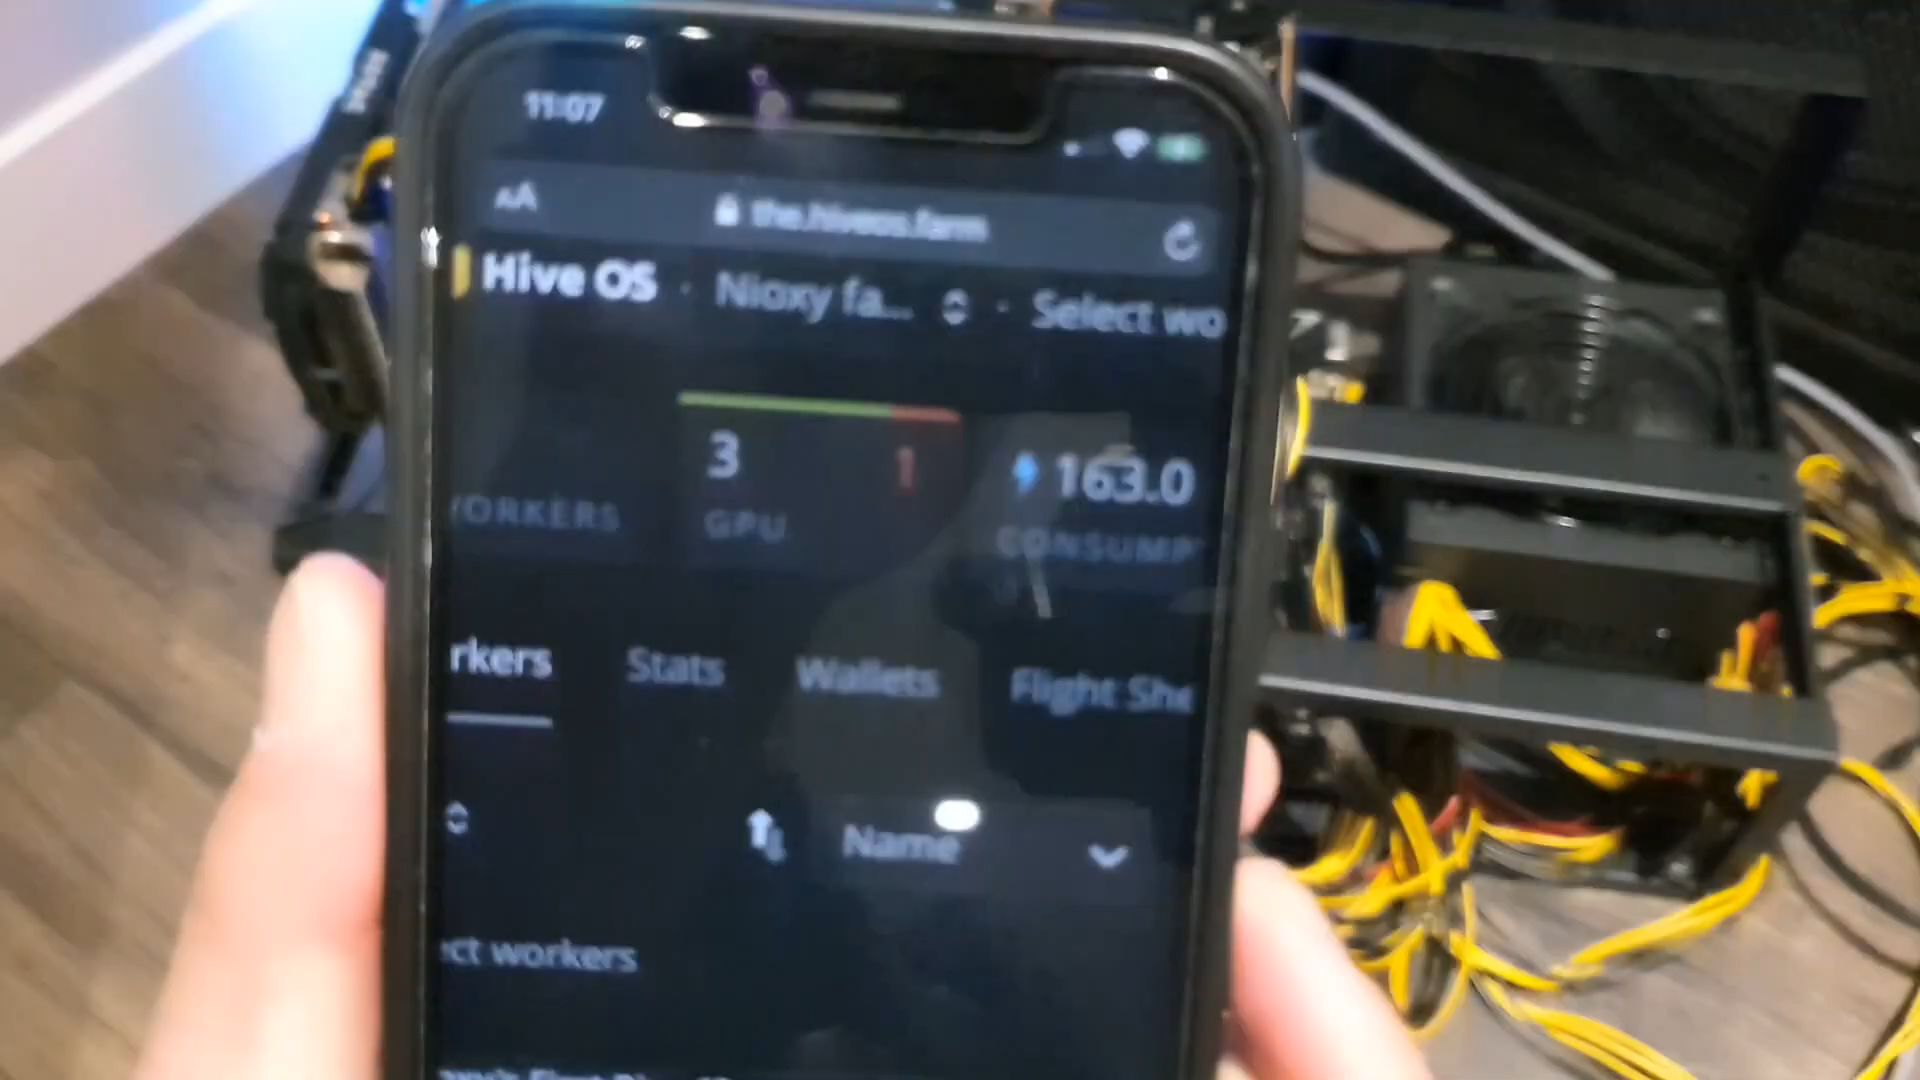 11:07
AA the.hiveos.farm
Hive OS · Nioxy fa... · Select wo
3 1 163.0
ORKERS GPU CONSUMP
rkers Stats Wallets Flight She
Name
ect workers